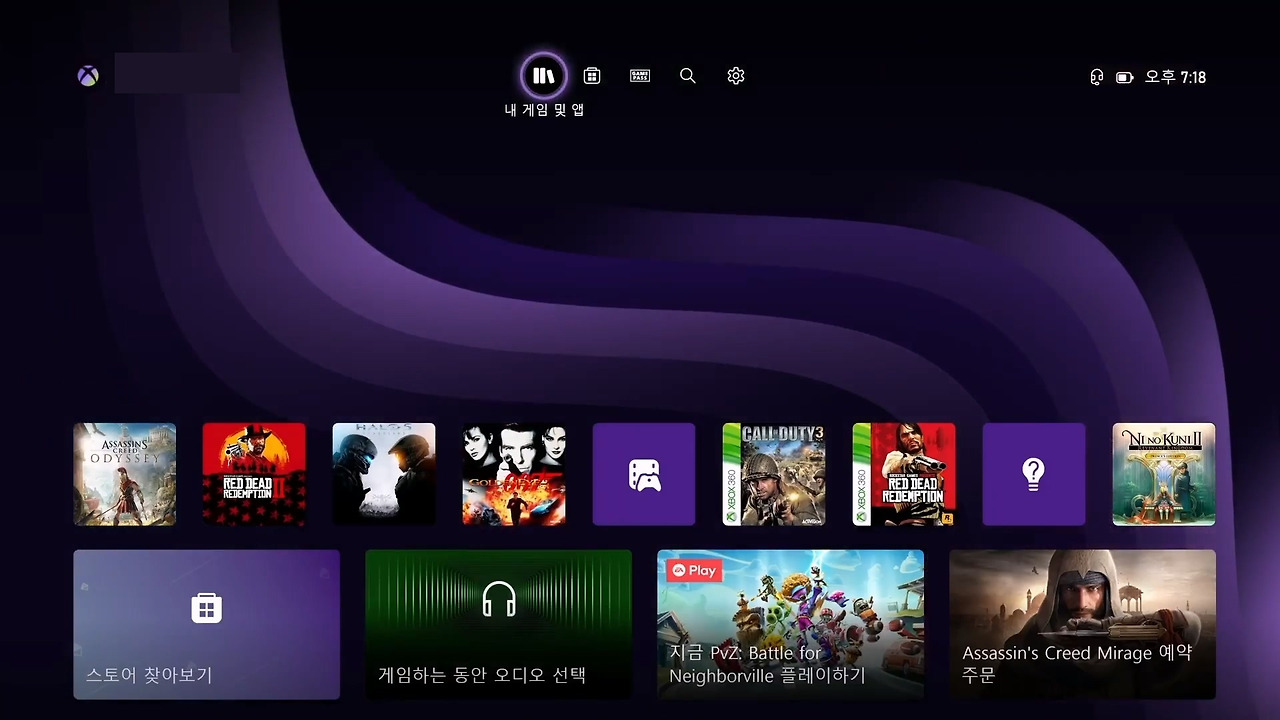 GAME PASS
오후 7:18
내 게임 및 앱
ASSASSIN'S CREED
ODYSSEY
RED DEAD
REDEMPTION II
HALO 5
GOLDENEYE
XBOX 360
CALL OF DUTY 3
ACTIVISION
XBOX 360
RED DEAD
REDEMPTION
NI NO KUNI II
REVENANT KINGDOM
스토어 찾아보기
게임하는 동안 오디오 선택
EA Play
지금 PvZ: Battle for
Neighborville 플레이하기
Assassin's Creed Mirage 예약
주문